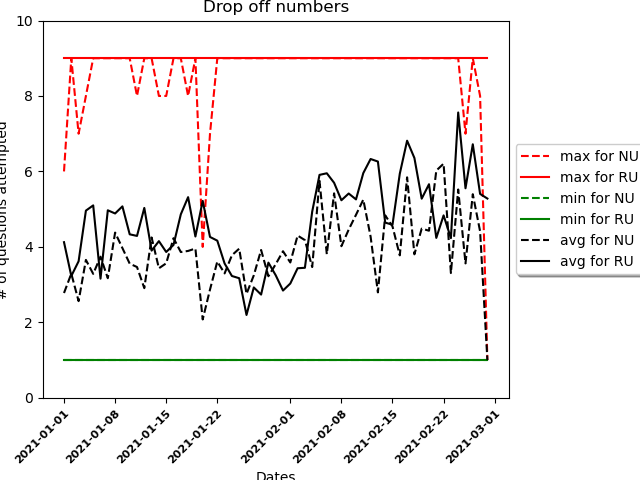 Drop off numbers
# of questions attempted
10
8
6
4
2
0
2021-01-01
2021-01-08
2021-01-15
2021-01-22
2021-02-01
2021-02-08
2021-02-15
2021-02-22
2021-03-01
Dates
max for NU
max for RU
min for NU
min for RU
avg for NU
avg for RU